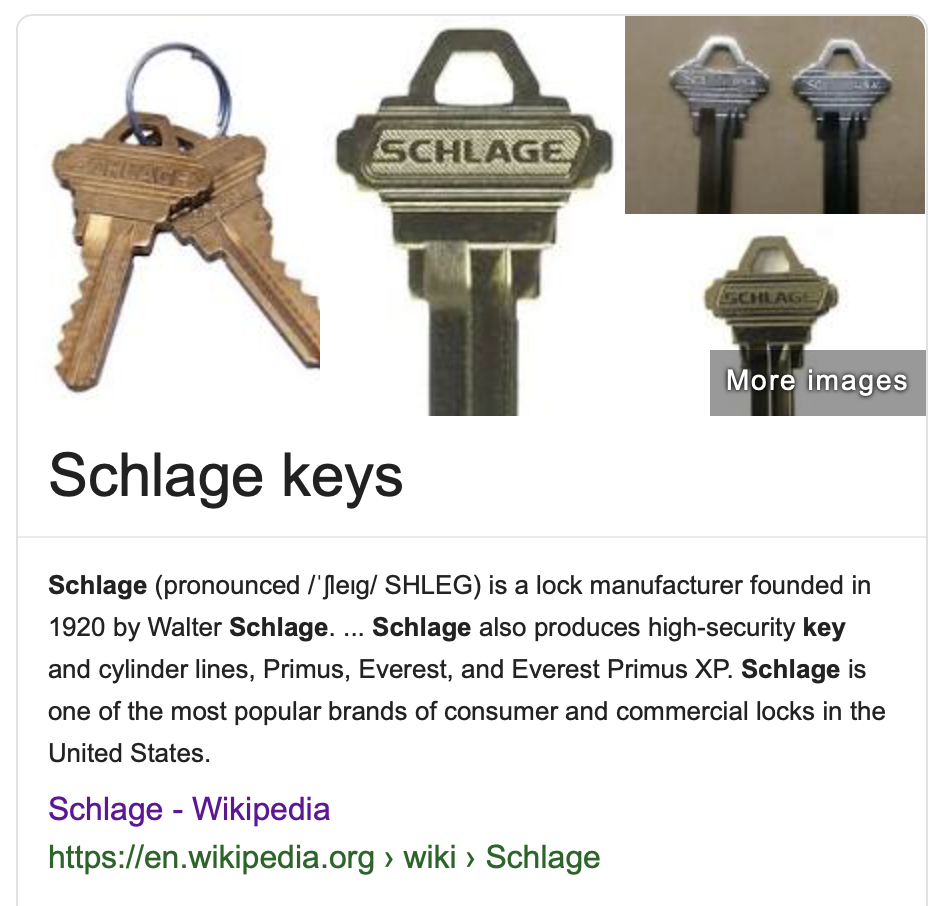 SCHLAGE
SCHLAGE
SCHLAGE
More images
Schlage keys
Schlage (pronounced /ˈʃleɪɡ/ SHLEG) is a lock manufacturer founded in
1920 by Walter Schlage. ... Schlage also produces high-security key
and cylinder lines, Primus, Everest, and Everest Primus XP. Schlage is
one of the most popular brands of consumer and commercial locks in the
United States.
Schlage - Wikipedia
https://en.wikipedia.org › wiki › Schlage